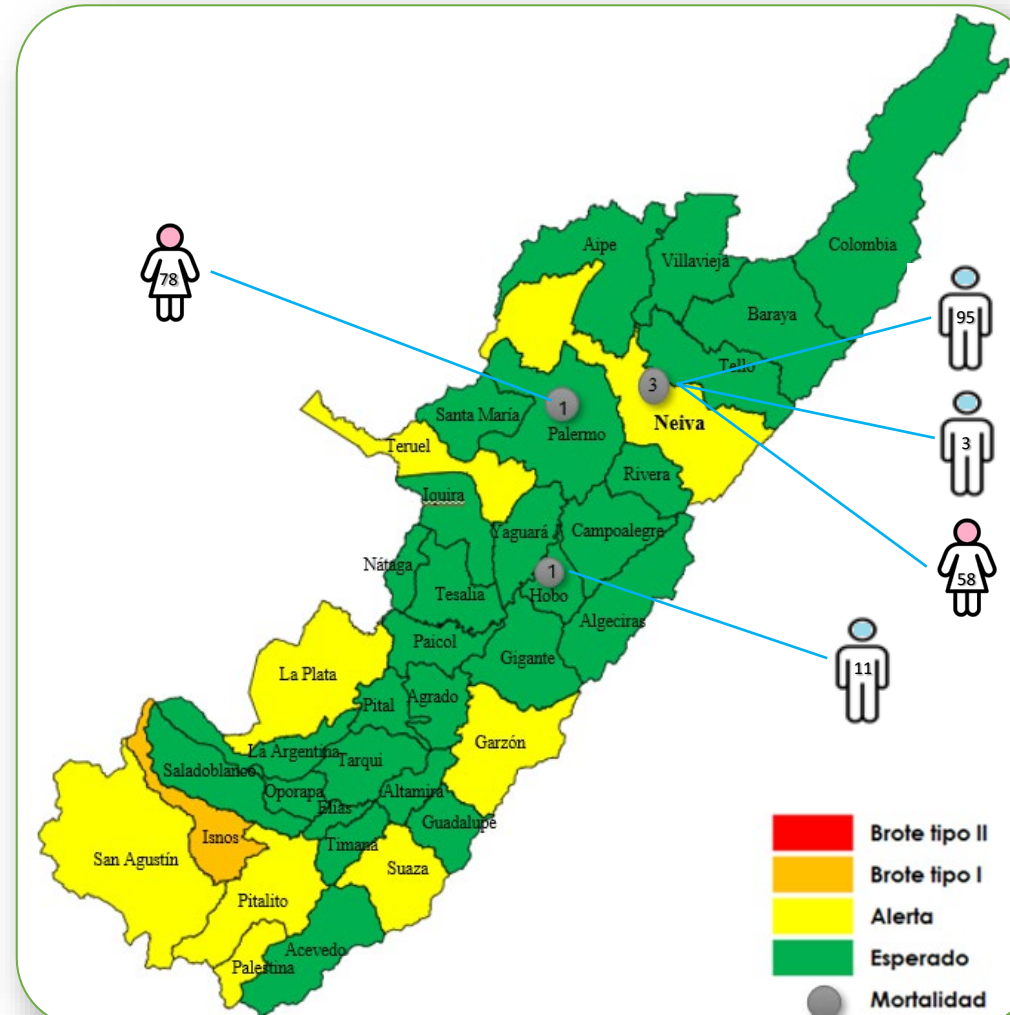 Colombia
Aipe
Villavieja
78
Baraya
95
Tello
3
1
Santa María
Palermo
Neiva
3
Teruel
Rivera
Iquira
Yaguará
Campoalegre
58
Nátaga
1
Tesalia
Hobo
Algeciras
Paicol
Gigante
11
La Plata
Pital
Agrado
Garzón
La Argentina
Tarqui
Saladoblanco
Oporapa
Altamira
Elías
Guadalupe
Isnos
Timaná
San Agustín
Suaza
Pitalito
Acevedo
Palestina
Brote tipo II
Brote tipo I
Alerta
Esperado
Mortalidad